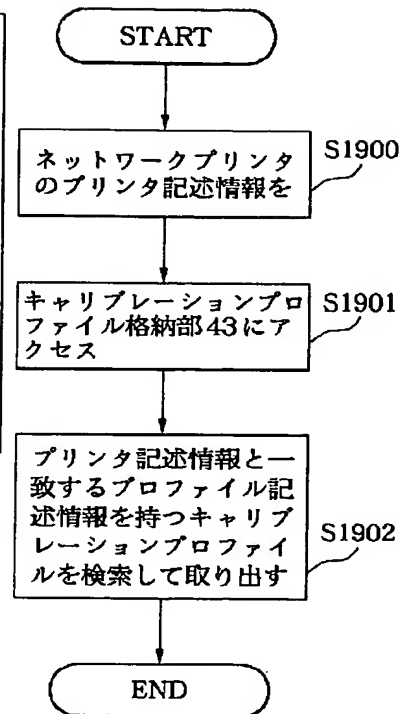 START
ネットワークプリンタ
のプリンタ記述情報を
S1900
キャリブレーションプロ
ファイル格納部43にア
クセス
S1901
プリンタ記述情報と一
致するプロファイル記
述情報を持つキャリブ
レーションプロファイ
ルを検索して取り出す
S1902
END